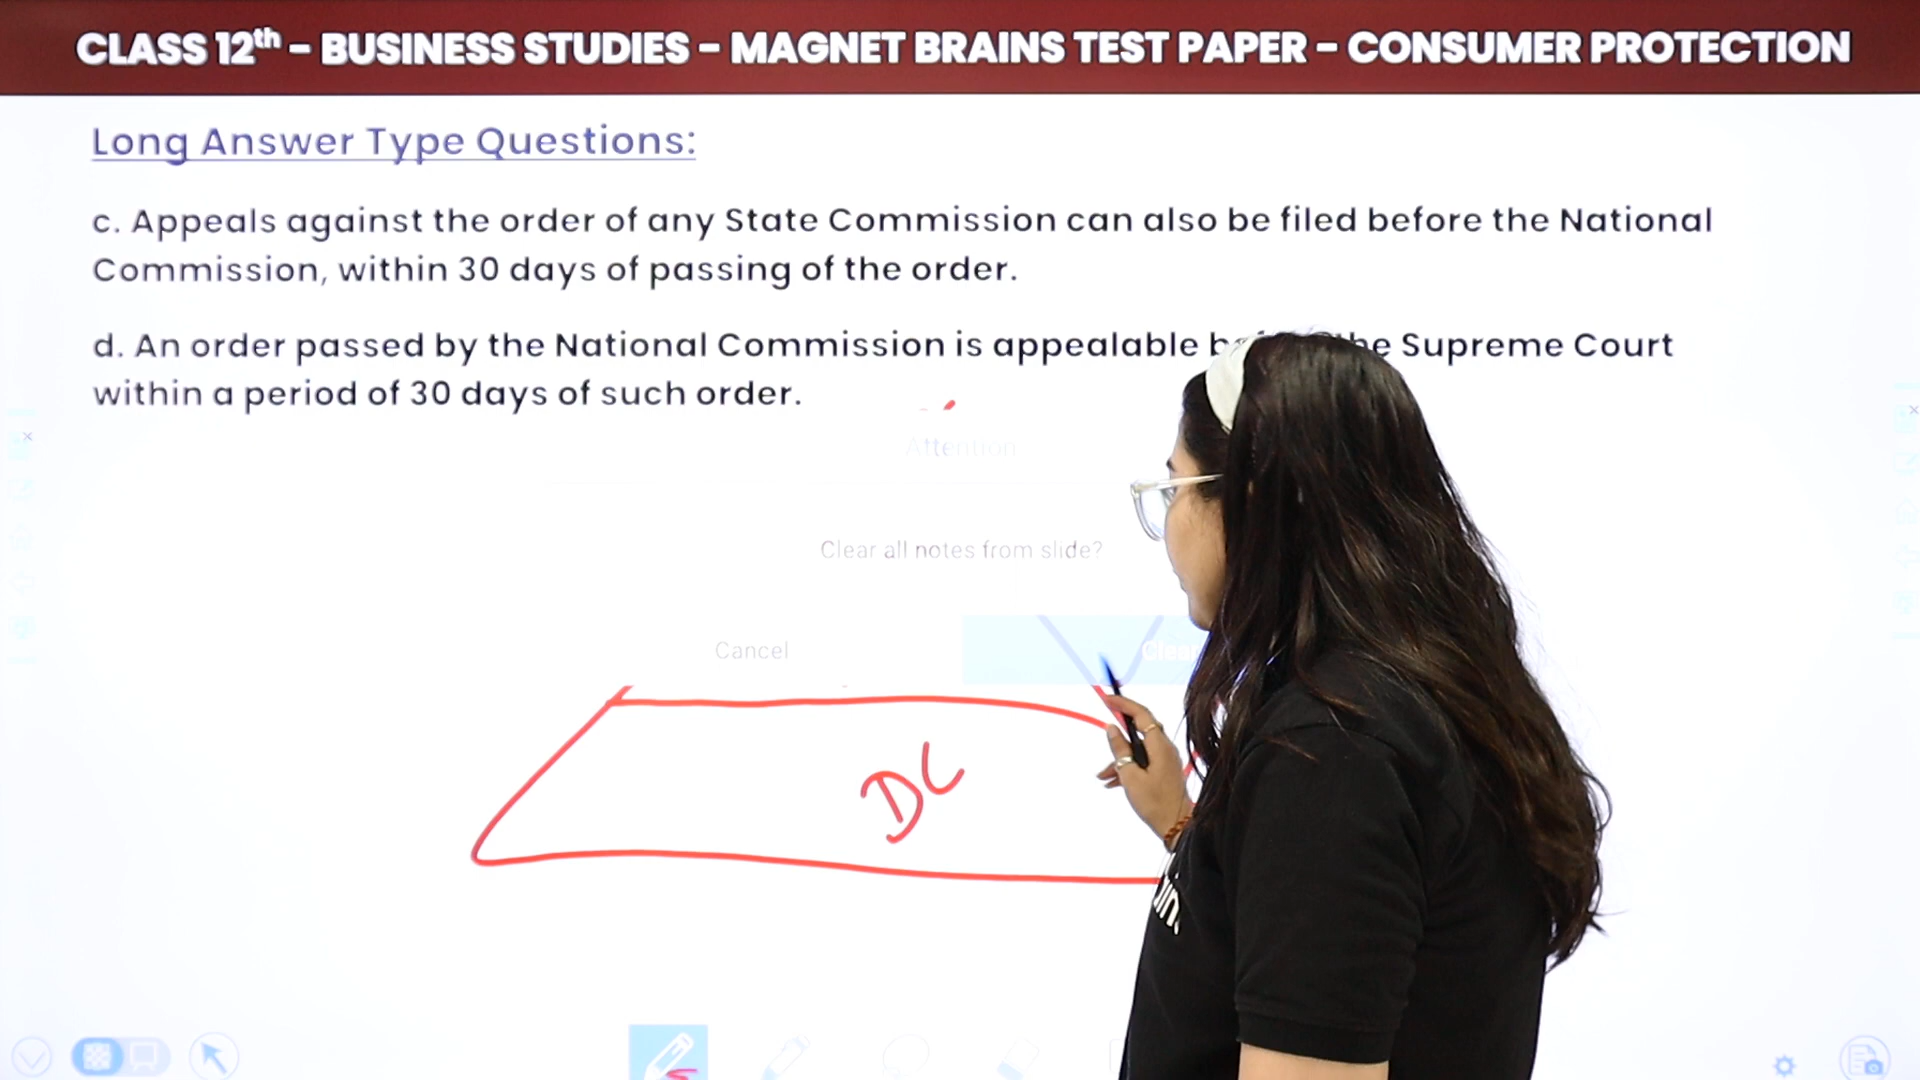 CLASS 12th – BUSINESS STUDIES – MAGNET BRAINS TEST PAPER – CONSUMER PROTECTION
Long Answer Type Questions:
c. Appeals against the order of any State Commission can also be filed before the National
Commission, within 30 days of passing of the order.
d. An order passed by the National Commission is appealable the Supreme Court
within a period of 30 days of such order.
Attention
Clear all notes from slide?
Cancel Clear
DC